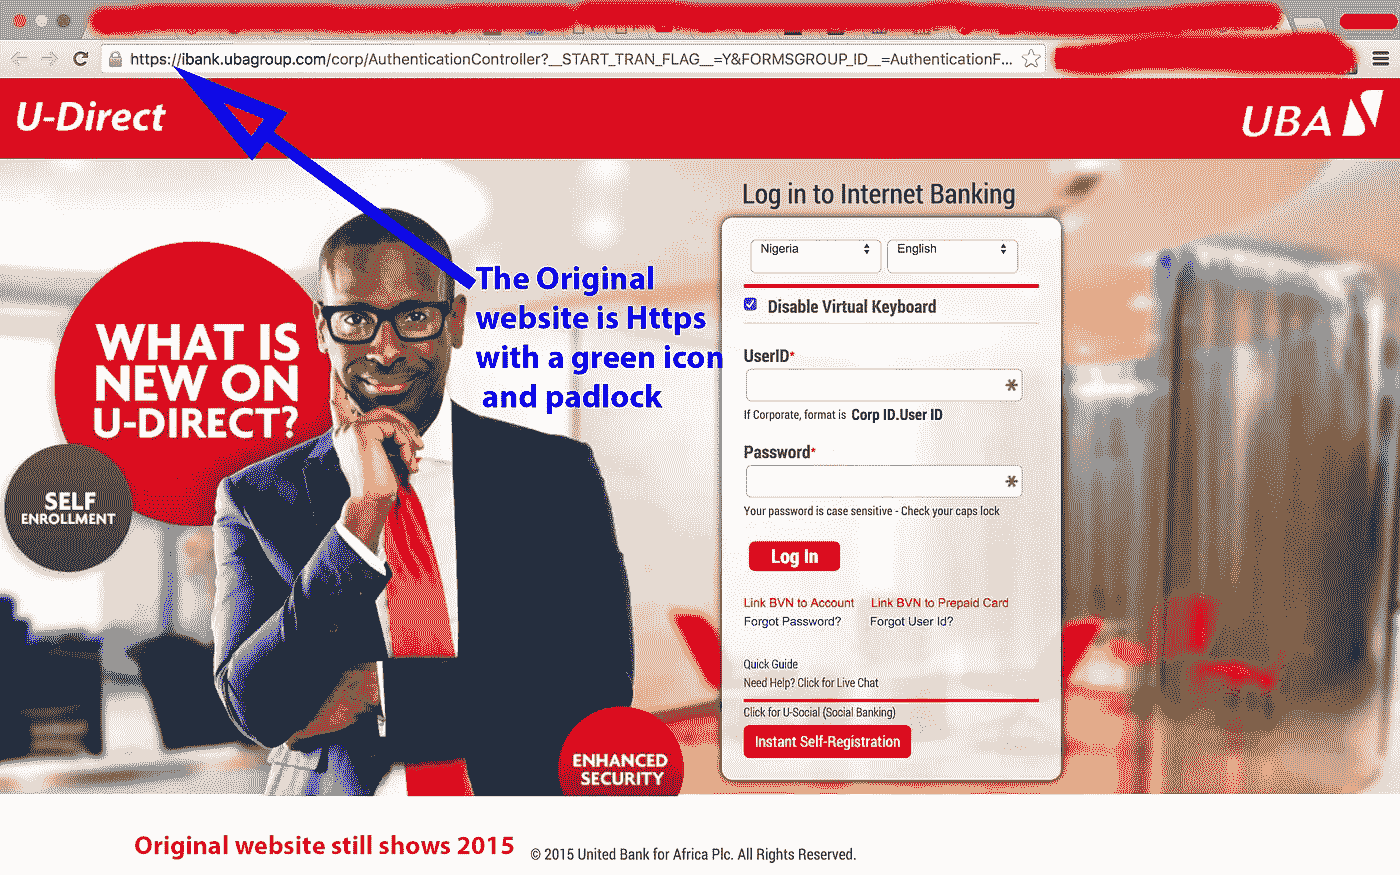 https://ibank.ubagroup.com/corp/AuthenticationController?__START_TRAN_FLAG__=Y&FORMSGROUP_ID__=AuthenticationF...
U-Direct
UBA
Log in to Internet Banking
Nigeria English
Disable Virtual Keyboard
UserID*
If Corporate, format is Corp ID.User ID
Password*
Your password is case sensitive - Check your caps lock
Log In
Link BVN to Account Link BVN to Prepaid Card
Forgot Password? Forgot User Id?
Quick Guide
Need Help? Click for Live Chat
Click for U-Social (Social Banking)
Instant Self-Registration
The Original
website is Https
with a green icon
and padlock
WHAT IS
NEW ON
U-DIRECT?
SELF
ENROLLMENT
ENHANCED
SECURITY
Original website still shows 2015
© 2015 United Bank for Africa Plc. All Rights Reserved.